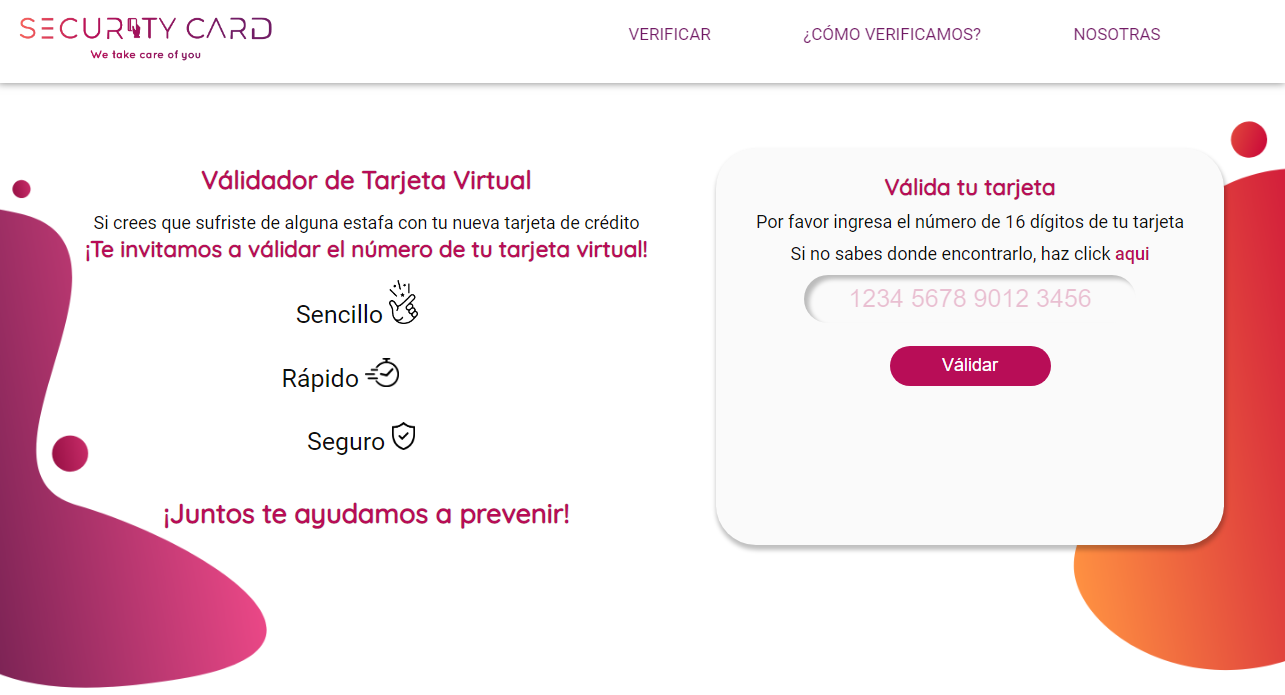 SECURITY CARD
We take care of you
VERIFICAR
¿CÓMO VERIFICAMOS?
NOSOTRAS
Válidador de Tarjeta Virtual
Si crees que sufriste de alguna estafa con tu nueva tarjeta de crédito
¡Te invitamos a válidar el número de tu tarjeta virtual!
Sencillo
Rápido
Seguro
¡Juntos te ayudamos a prevenir!
Válida tu tarjeta
Por favor ingresa el número de 16 dígitos de tu tarjeta
Si no sabes donde encontrarlo, haz click aqui
1234 5678 9012 3456
Válidar